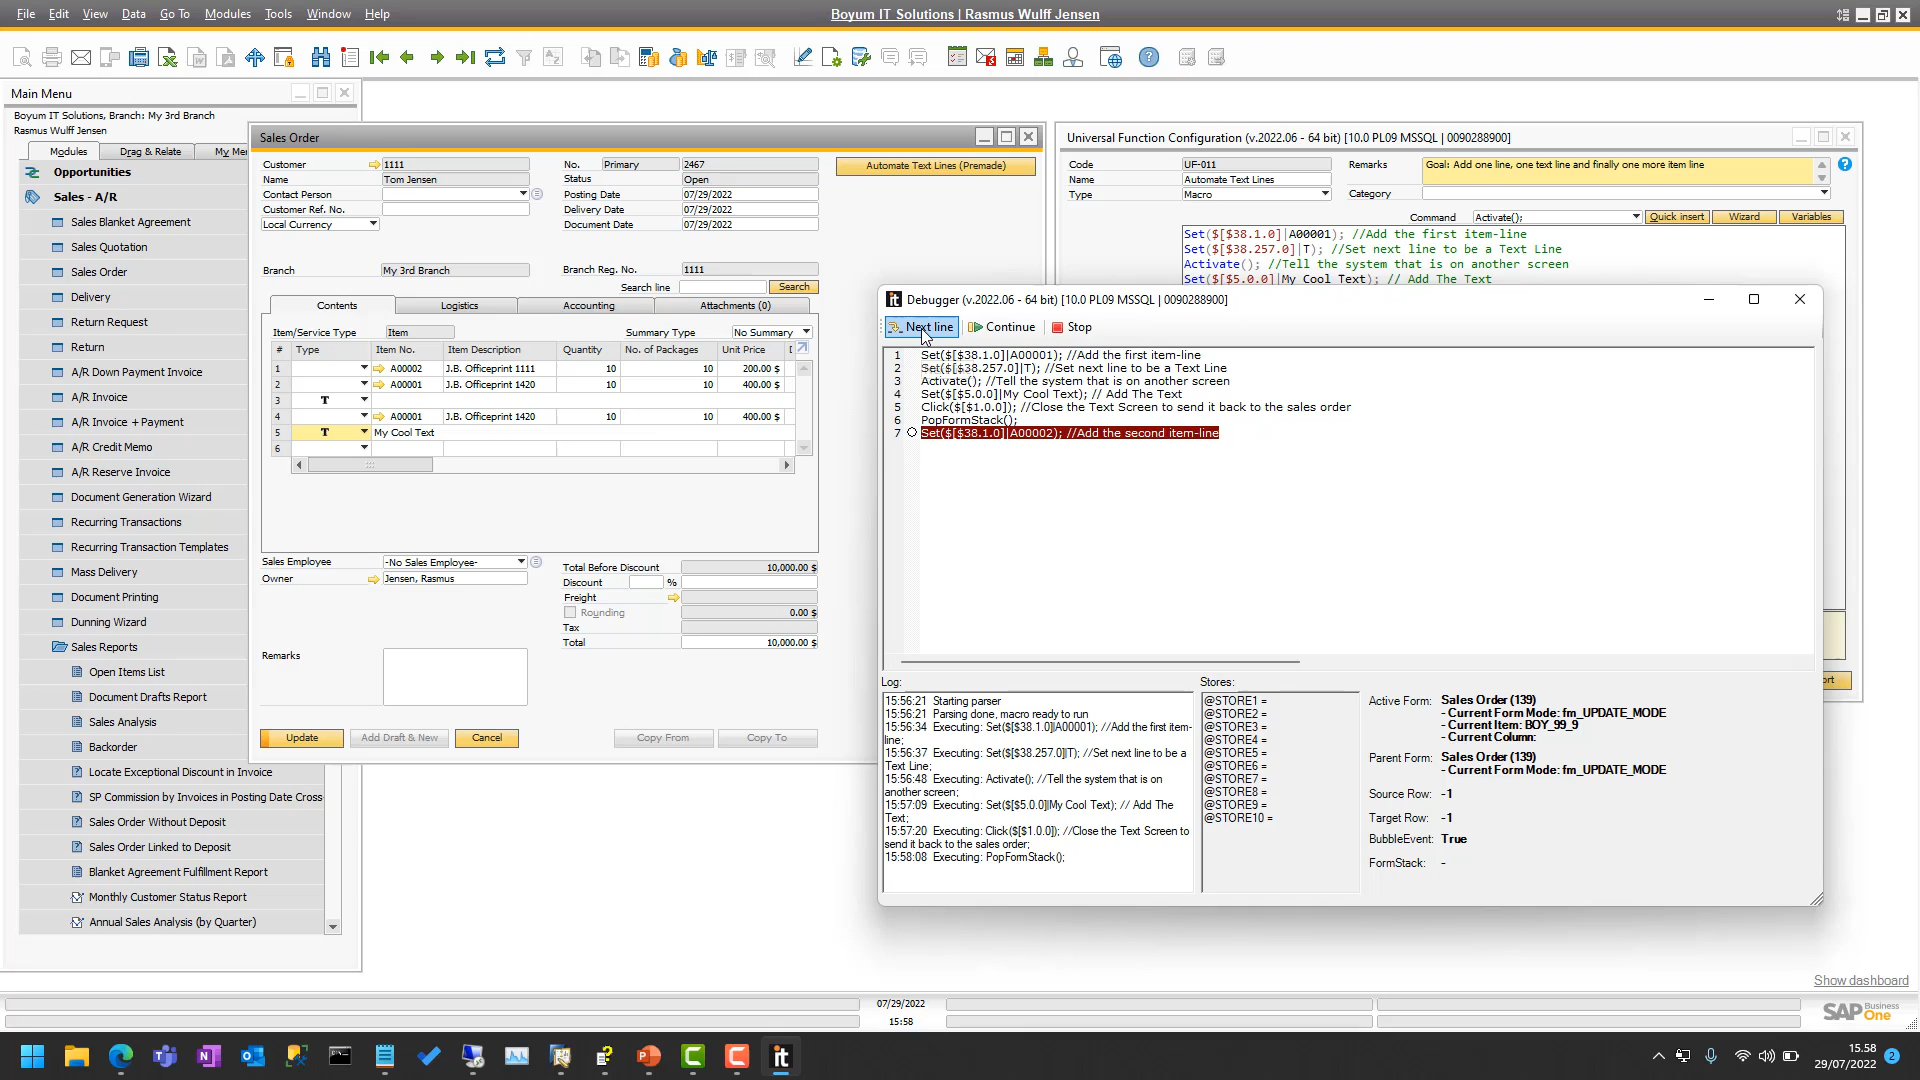 File Edit View Data Go To Modules Tools Window Help
Boyum IT Solutions | Rasmus Wulff Jensen
Main Menu
Boyum IT Solutions, Branch: My 3rd Branch
Rasmus Wulff Jensen
Modules
Drag & Relate
My Me
Opportunities
Sales - A/R
Sales Blanket Agreement
Sales Quotation
Sales Order
Delivery
Return Request
Return
A/R Down Payment Invoice
A/R Invoice
A/R Invoice + Payment
A/R Credit Memo
A/R Reserve Invoice
Document Generation Wizard
Recurring Transactions
Recurring Transaction Templates
Mass Delivery
Document Printing
Dunning Wizard
Sales Reports
Open Items List
Document Drafts Report
Sales Analysis
Backorder
Locate Exceptional Discount in Invoice
SP Commission by Invoices in Posting Date Cross-
Sales Order Without Deposit
Sales Order Linked to Deposit
Blanket Agreement Fulfillment Report
Monthly Customer Status Report
Annual Sales Analysis (by Quarter)
Sales Order
Customer 1111
Name Tom Jensen
Contact Person
Customer Ref. No.
Local Currency
Branch My 3rd Branch
No. Primary 2467
Status Open
Posting Date 07/29/2022
Delivery Date 07/29/2022
Document Date 07/29/2022
Branch Reg. No. 1111
Search line Search
Automate Text Lines (Premade)
Contents Logistics Accounting Attachments (0)
Item/Service Type Item Summary Type No Summary
# Type Item No. Item Description Quantity No. of Packages Unit Price D
1 A00002 J.B. Officeprint 1111 10 10 200.00 $
2 A00001 J.B. Officeprint 1420 10 10 400.00 $
3 T
4 A00001 J.B. Officeprint 1420 10 10 400.00 $
5 T My Cool Text
6
Sales Employee -No Sales Employee-
Owner Jensen, Rasmus
Total Before Discount 10,000.00 $
Discount %
Freight
Rounding 0.00 $
Tax
Total 10,000.00 $
Remarks
Update Add Draft & New Cancel Copy From Copy To
Universal Function Configuration (v.2022.06 - 64 bit) [10.0 PL09 MSSQL | 0090288900]
Code UF-011
Name Automate Text Lines
Type Macro
Remarks Goal: Add one line, one text line and finally one more item line
Category
Command Activate(); Quick insert Wizard Variables
Set($[$38.1.0]|A00001); //Add the first item-line
Set($[$38.257.0]|T); //Set next line to be a Text Line
Activate(); //Tell the system that is on another screen
Set($[$5.0.0]|My Cool Text); // Add The Text
ort
it Debugger (v.2022.06 - 64 bit) [10.0 PL09 MSSQL | 0090288900]
Next line Continue Stop
1 Set($[$38.1.0]|A00001); //Add the first item-line
2 Set($[$38.257.0]|T); //Set next line to be a Text Line
3 Activate(); //Tell the system that is on another screen
4 Set($[$5.0.0]|My Cool Text); // Add The Text
5 Click($[$1.0.0]); //Close the Text Screen to send it back to the sales order
6 PopFormStack();
7 Set($[$38.1.0]|A00002); //Add the second item-line
Log:
15:56:21 Starting parser
15:56:21 Parsing done, macro ready to run
15:56:34 Executing: Set($[$38.1.0]|A00001); //Add the first item-
line;
15:56:37 Executing: Set($[$38.257.0]|T); //Set next line to be a
Text Line;
15:56:48 Executing: Activate(); //Tell the system that is on
another screen;
15:57:09 Executing: Set($[$5.0.0]|My Cool Text); // Add The
Text;
15:57:20 Executing: Click($[$1.0.0]); //Close the Text Screen to
send it back to the sales order;
15:58:08 Executing: PopFormStack();
Stores:
@STORE1 =
@STORE2 =
@STORE3 =
@STORE4 =
@STORE5 =
@STORE6 =
@STORE7 =
@STORE8 =
@STORE9 =
@STORE10 =
Active Form: Sales Order (139)
- Current Form Mode: fm_UPDATE_MODE
- Current Item: BOY_99_9
- Current Column:
Parent Form: Sales Order (139)
- Current Form Mode: fm_UPDATE_MODE
Source Row: -1
Target Row: -1
BubbleEvent: True
FormStack: -
Show dashboard
07/29/2022
15:58
SAP Business One
15.58
29/07/2022
2